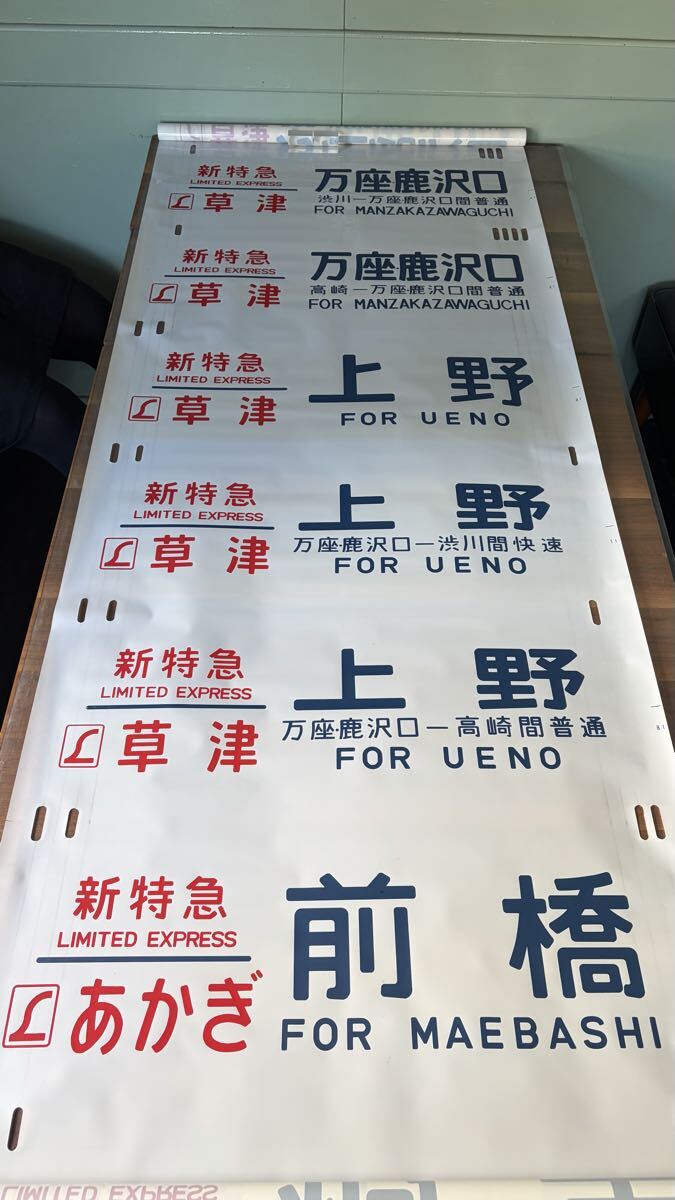 新特急
LIMITED EXPRESS
草津
万座鹿沢口
渋川ー万座鹿沢口間普通
FOR MANZAKAZAWAGUCHI
新特急
LIMITED EXPRESS
草津
万座鹿沢口
高崎ー万座鹿沢口間普通
FOR MANZAKAZAWAGUCHI
新特急
LIMITED EXPRESS
草津
上野
FOR UENO
新特急
LIMITED EXPRESS
草津
上野
万座鹿沢口ー渋川間快速
FOR UENO
新特急
LIMITED EXPRESS
草津
上野
万座鹿沢口ー高崎間普通
FOR UENO
新特急
LIMITED EXPRESS
あかぎ
前橋
FOR MAEBASHI
LIMITED EXPRESS